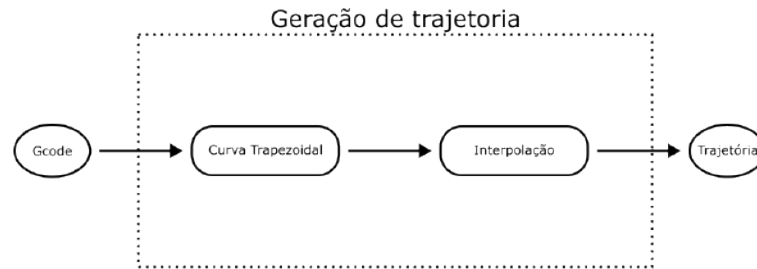 Geração de trajetoria
Gcode
Curva Trapezoidal
Interpolação
Trajetória